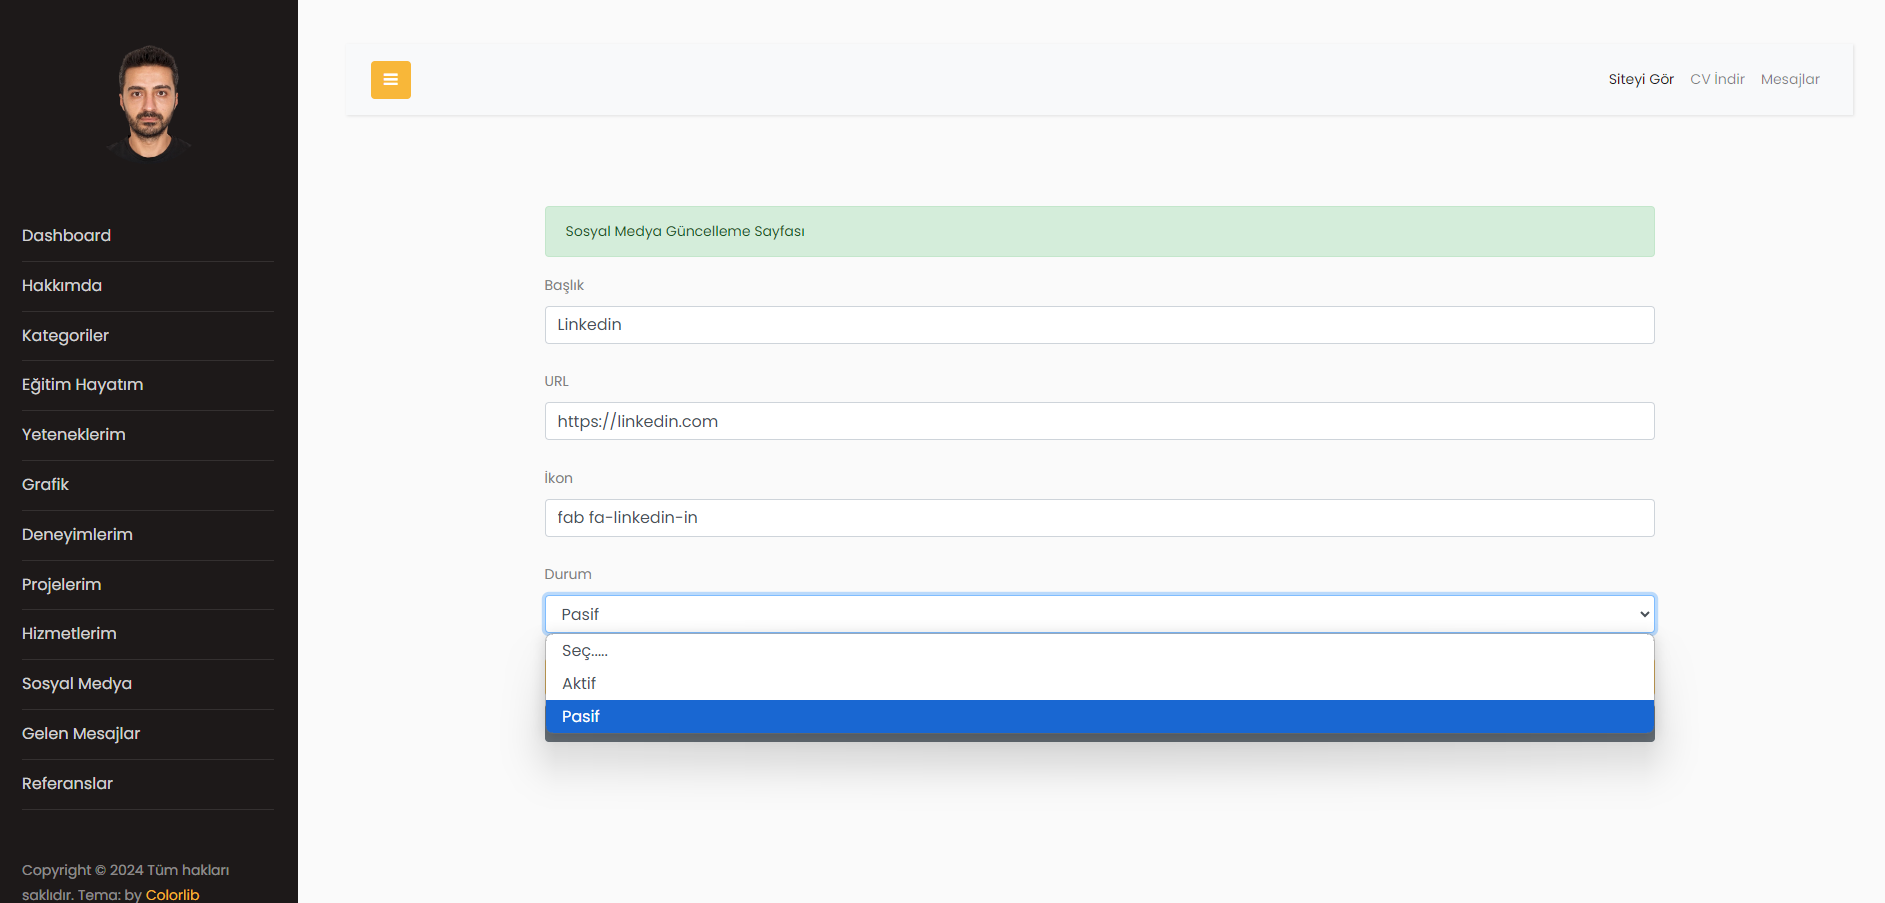 Siteyi Gör CV İndir Mesajlar
Dashboard
Hakkımda
Kategoriler
Eğitim Hayatım
Yeteneklerim
Grafik
Deneyimlerim
Projelerim
Hizmetlerim
Sosyal Medya
Gelen Mesajlar
Referanslar
Copyright © 2024 Tüm hakları
saklıdır. Tema: by Colorlib
Sosyal Medya Güncelleme Sayfası
Başlık
Linkedin
URL
https://linkedin.com
İkon
fab fa-linkedin-in
Durum
Pasif
Seç.....
Aktif
Pasif